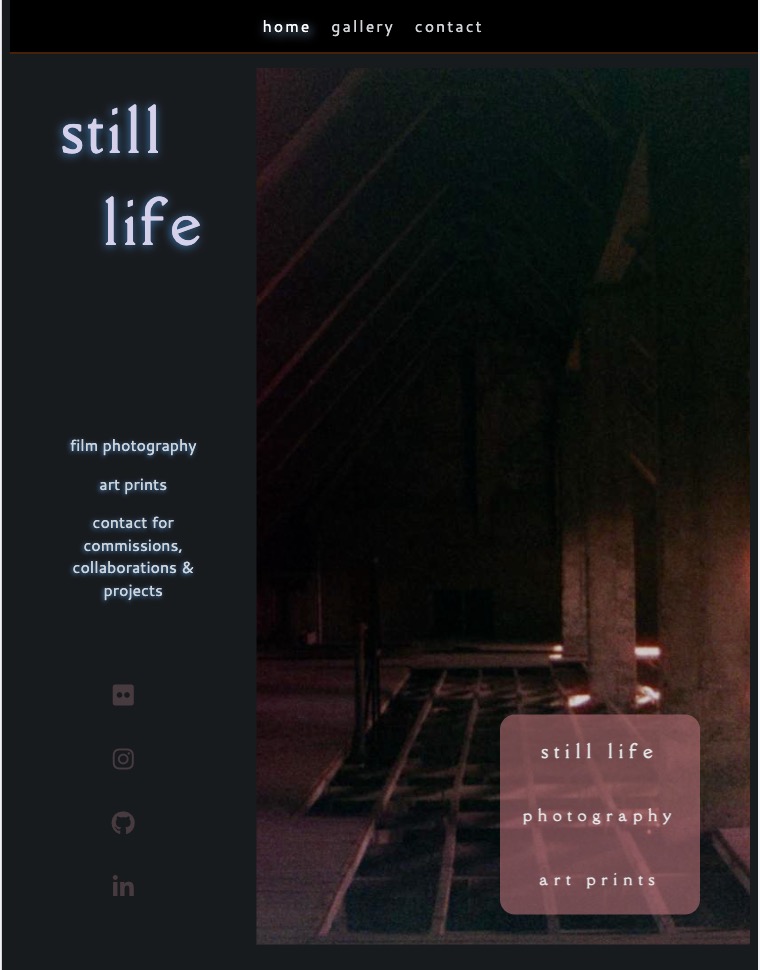 home gallery contact
still
life
film photography
art prints
contact for
commissions,
collaborations &
projects
in
still life
photography
art prints